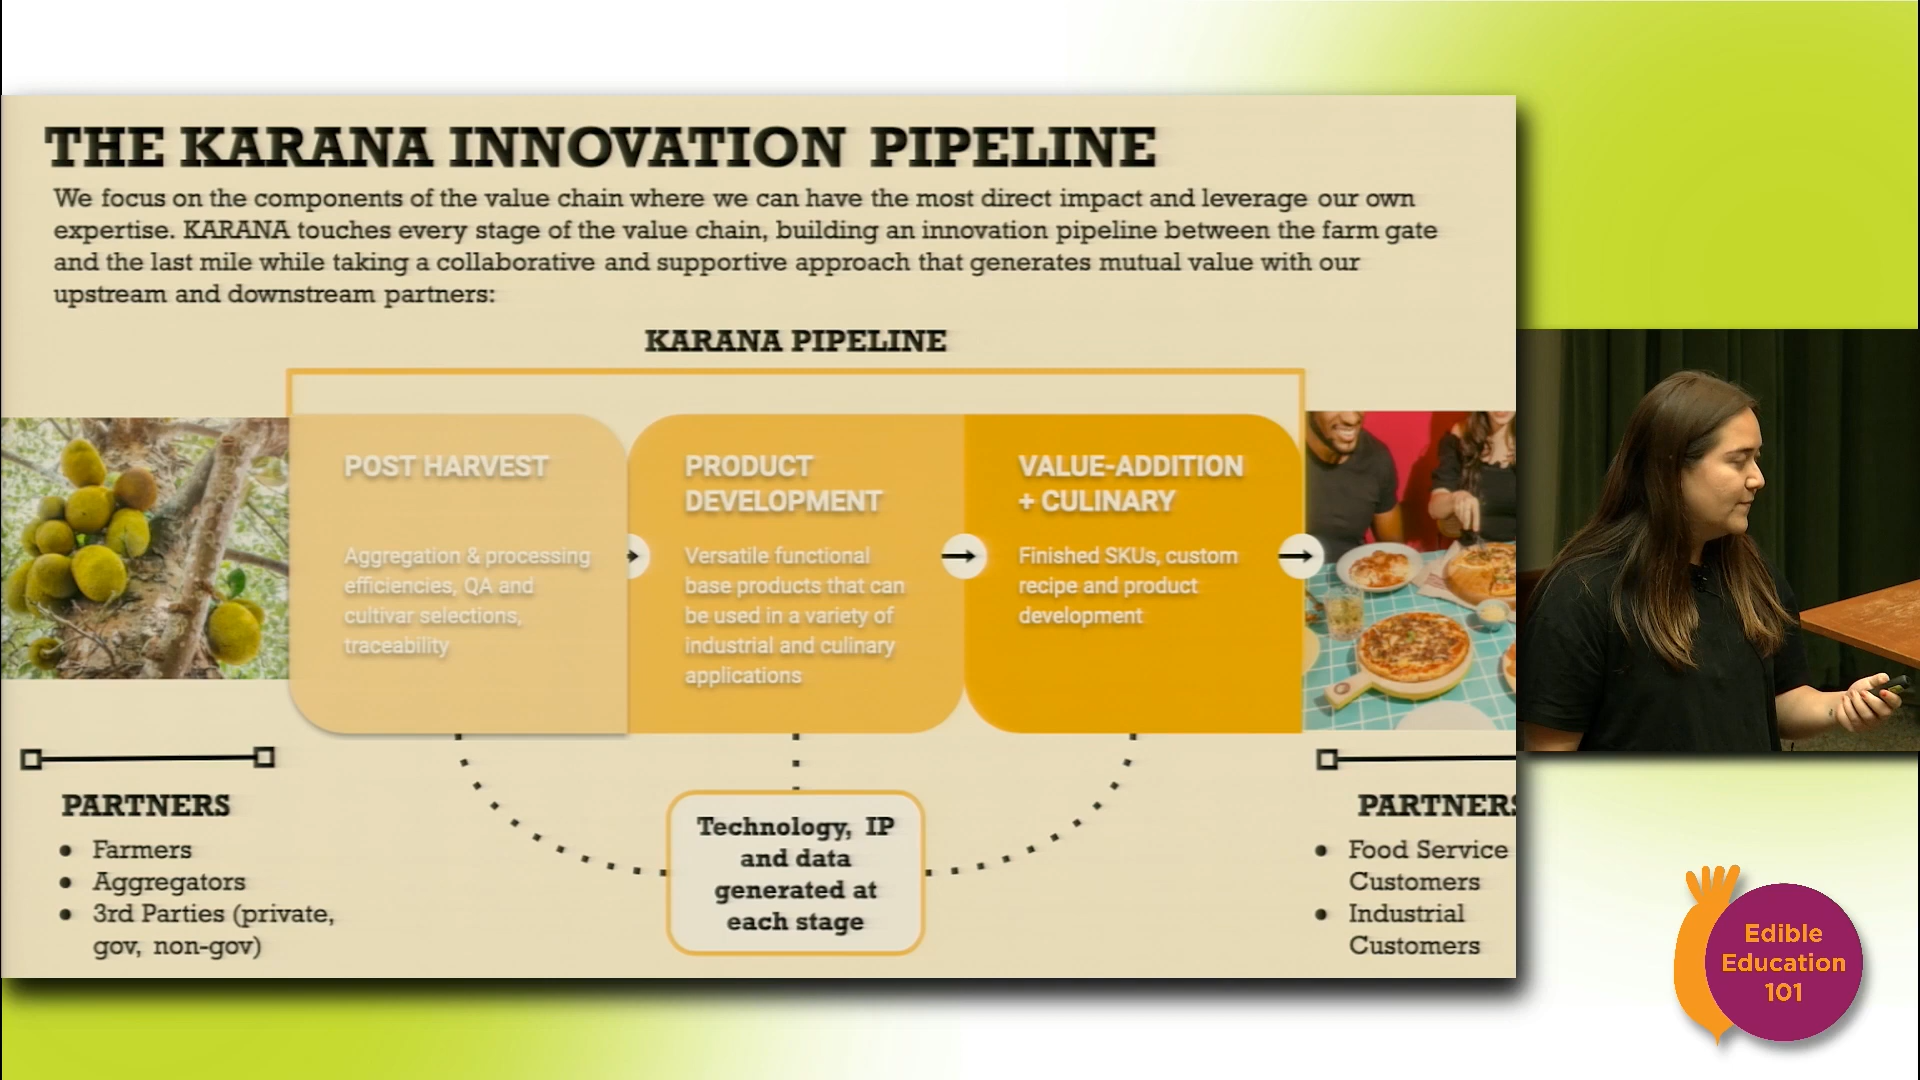 THE KARANA INNOVATION PIPELINE
We focus on the components of the value chain where we can have the most direct impact and leverage our own
expertise. KARANA touches every stage of the value chain, building an innovation pipeline between the farm gate
and the last mile while taking a collaborative and supportive approach that generates mutual value with our
upstream and downstream partners:
KARANA PIPELINE
POST HARVEST
Aggregation & processing
efficiencies, QA and
cultivar selections,
traceability
PRODUCT
DEVELOPMENT
Versatile functional
base products that can
be used in a variety of
industrial and culinary
applications
VALUE-ADDITION
+ CULINARY
Finished SKUs, custom
recipe and product
development
PARTNERS
Farmers
Aggregators
3rd Parties (private,
gov, non-gov)
Technology, IP
and data
generated at
each stage
PARTNERS
Food Service
Customers
Industrial
Customers
Edible
Education
101